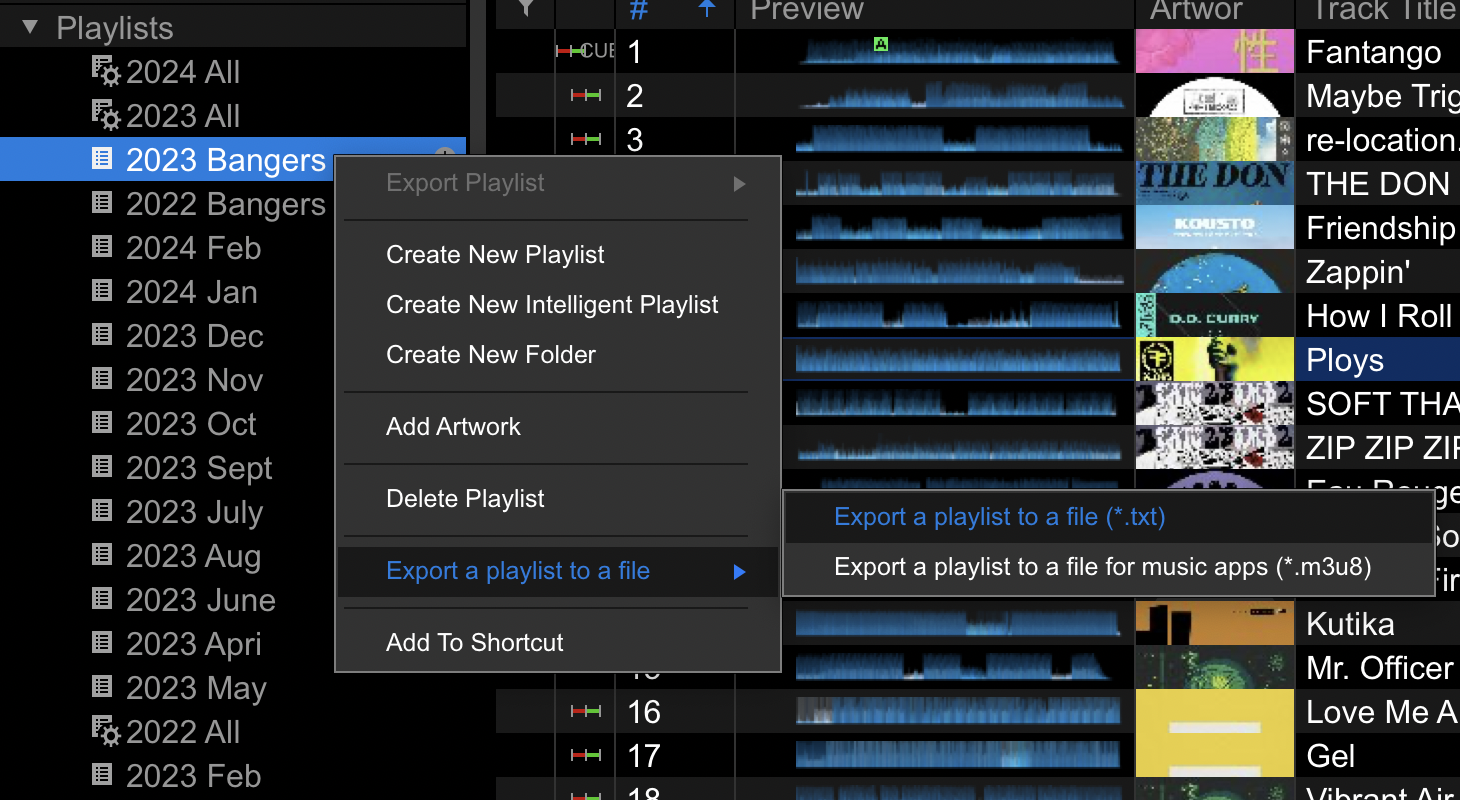 Playlists
2024 All
2023 All
2023 Bangers
2022 Bangers
2024 Feb
2024 Jan
2023 Dec
2023 Nov
2023 Oct
2023 Sept
2023 July
2023 Aug
2023 June
2023 Apri
2023 May
2022 All
2023 Feb
Export Playlist
Create New Playlist
Create New Intelligent Playlist
Create New Folder
Add Artwork
Delete Playlist
Export a playlist to a file
Add To Shortcut
Export a playlist to a file (*.txt)
Export a playlist to a file for music apps (*.m3u8)
# Preview Artwor Track Title
CUE 1 A 性 Fantango
2 Maybe Trig
3 re-location.
THE DON THE DON
KOUSTO Friendship
Zappin'
D.D. CURRY How I Roll
Ploys
SOFT THA
ZIP ZIP ZIP
Kutika
Mr. Officer
16 Love Me A
17 Gel
18 Vibrant Air